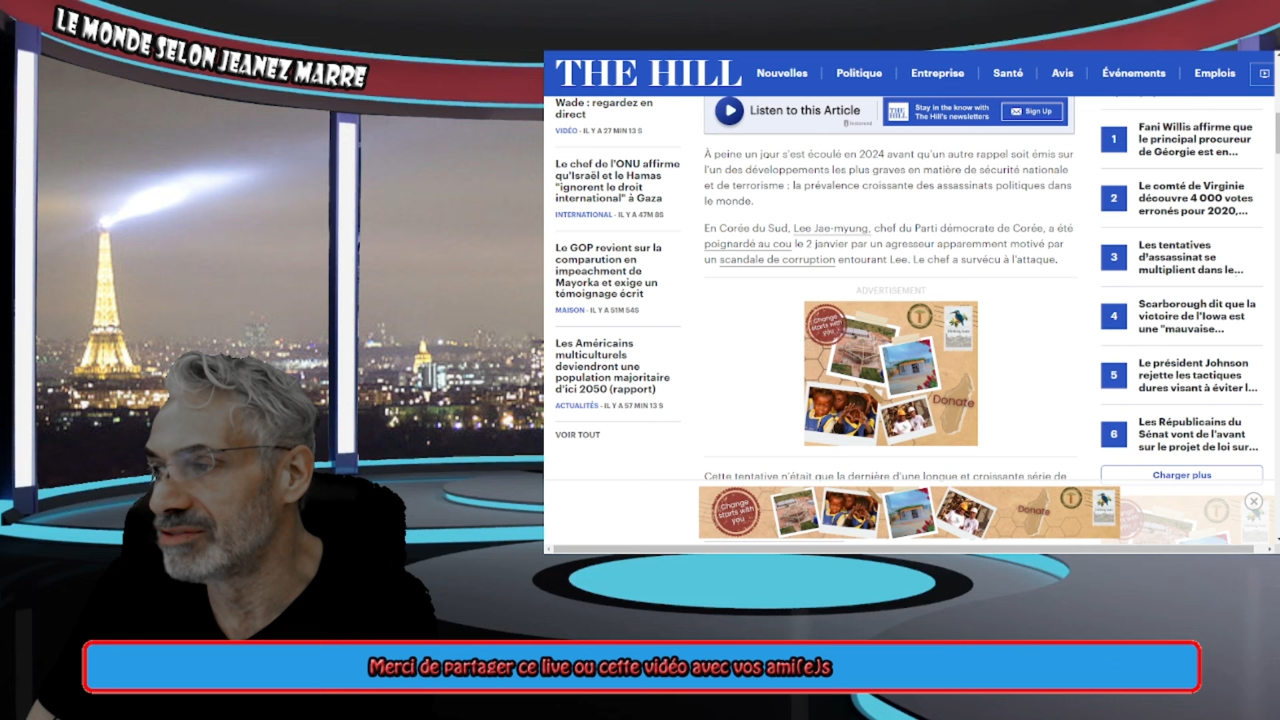 LE MONDE SELON JEANEZ MARRE
THE HILL
Nouvelles
Politique
Entreprise
Santé
Avis
Événements
Emplois
Wade : regardez en
direct
VIDÉO - IL Y A 27 MIN 13 S
Le chef de l'ONU affirme
qu'Israël et le Hamas
"ignorent le droit
international" à Gaza
INTERNATIONAL - IL Y A 47M 8S
Le GOP revient sur la
comparution en
impeachment de
Mayorka et exige un
témoignage écrit
MAISON - IL Y A 51M 54S
Les Américains
multiculturels
deviendront une
population majoritaire
d'ici 2050 (rapport)
ACTUALITÉS - IL Y A 57 MIN 13 S
VOIR TOUT
Listen to this Article
THE HILL
Stay in the know with
The Hill's newsletters
Sign Up
À peine un jour s'est écoulé en 2024 avant qu'un autre rappel soit émis sur
l'un des développements les plus graves en matière de sécurité nationale
et de terrorisme : la prévalence croissante des assassinats politiques dans
le monde.
En Corée du Sud, Lee Jae-myung, chef du Parti démocrate de Corée, a été
poignardé au cou le 2 janvier par un agresseur apparemment motivé par
un scandale de corruption entourant Lee. Le chef a survécu à l'attaque.
ADVERTISEMENT
Change
starts with
you
Donate
Cette tentative n'était que la dernière d'une longue et croissante série de
Change
starts with
you
Donate
1
Fani Willis affirme que
le principal procureur
de Géorgie est en...
2
Le comté de Virginie
découvre 4 000 votes
erronés pour 2020,...
3
Les tentatives
d'assassinat se
multiplient dans le...
4
Scarborough dit que la
victoire de l'Iowa est
une "mauvaise...
5
Le président Johnson
rejette les tactiques
dures visant à éviter l...
6
Les Républicains du
Sénat vont de l'avant
sur le projet de loi sur...
Charger plus
Merci de partager ce live ou cette vidéo avec vos ami(e)s